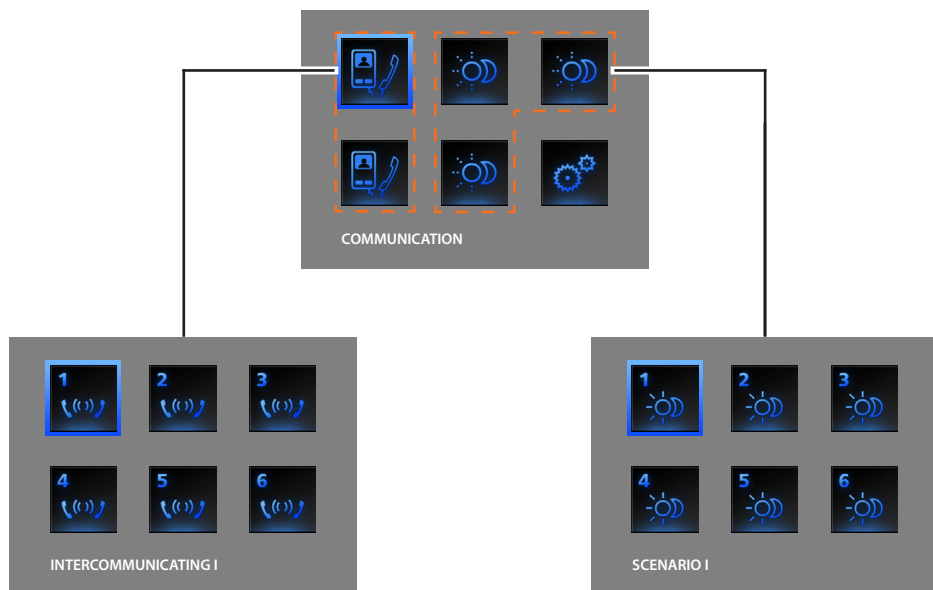 COMMUNICATION
1 2 3
4 5 6
INTERCOMMUNICATING I
1 2 3
4 5 6
SCENARIO I